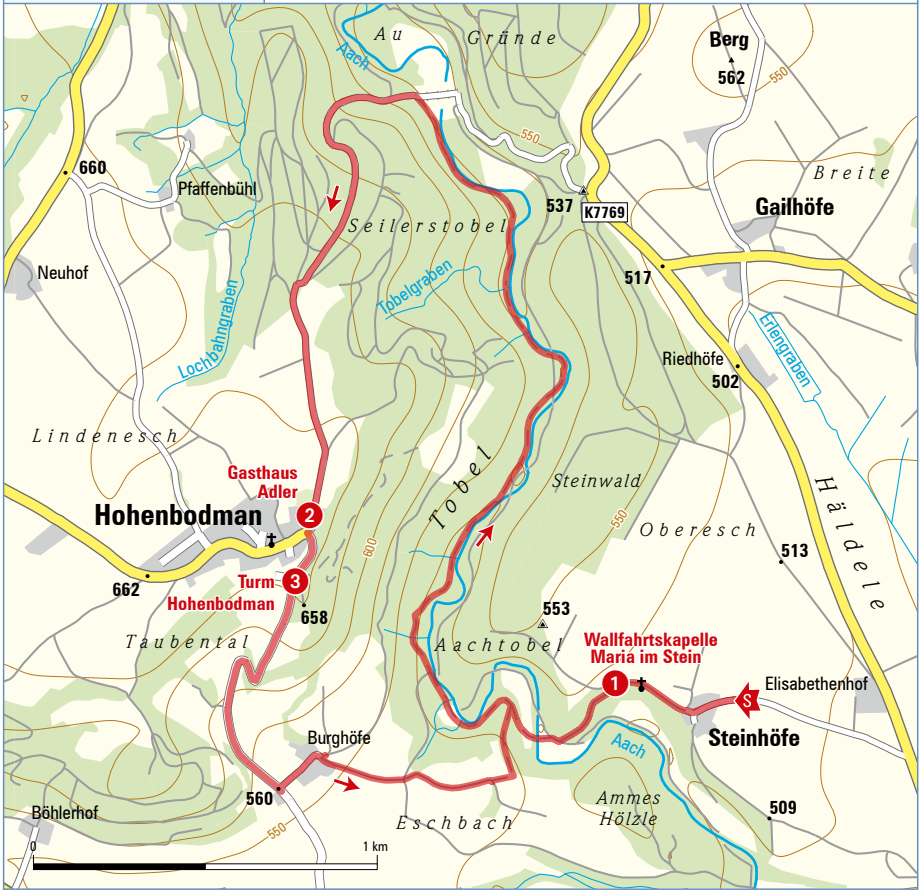 Au
Gründe
Aach
Berg
562
550
550
660
Pfaffenbühl
Breite
537
K7769
Gailhöfe
Seilerstobel
Neuhof
517
Tobelgraben
Lochbahngraben
Erlengraben
Riedhöfe
502
Lindenesch
Gasthaus
Adler
Tobel
Steinwald
Häldele
2
Hohenbodman
550
Oberesch
600
513
Turm
Hohenbodman
3
662
658
553
Taubental
Aachtobel
Wallfahrtskapelle
Maria im Stein
1
Elisabethenhof
S
Steinhöfe
Burghöfe
Aach
560
Ammes
Hölzle
509
Böhlerhof
550
Eschbach
0
1 km